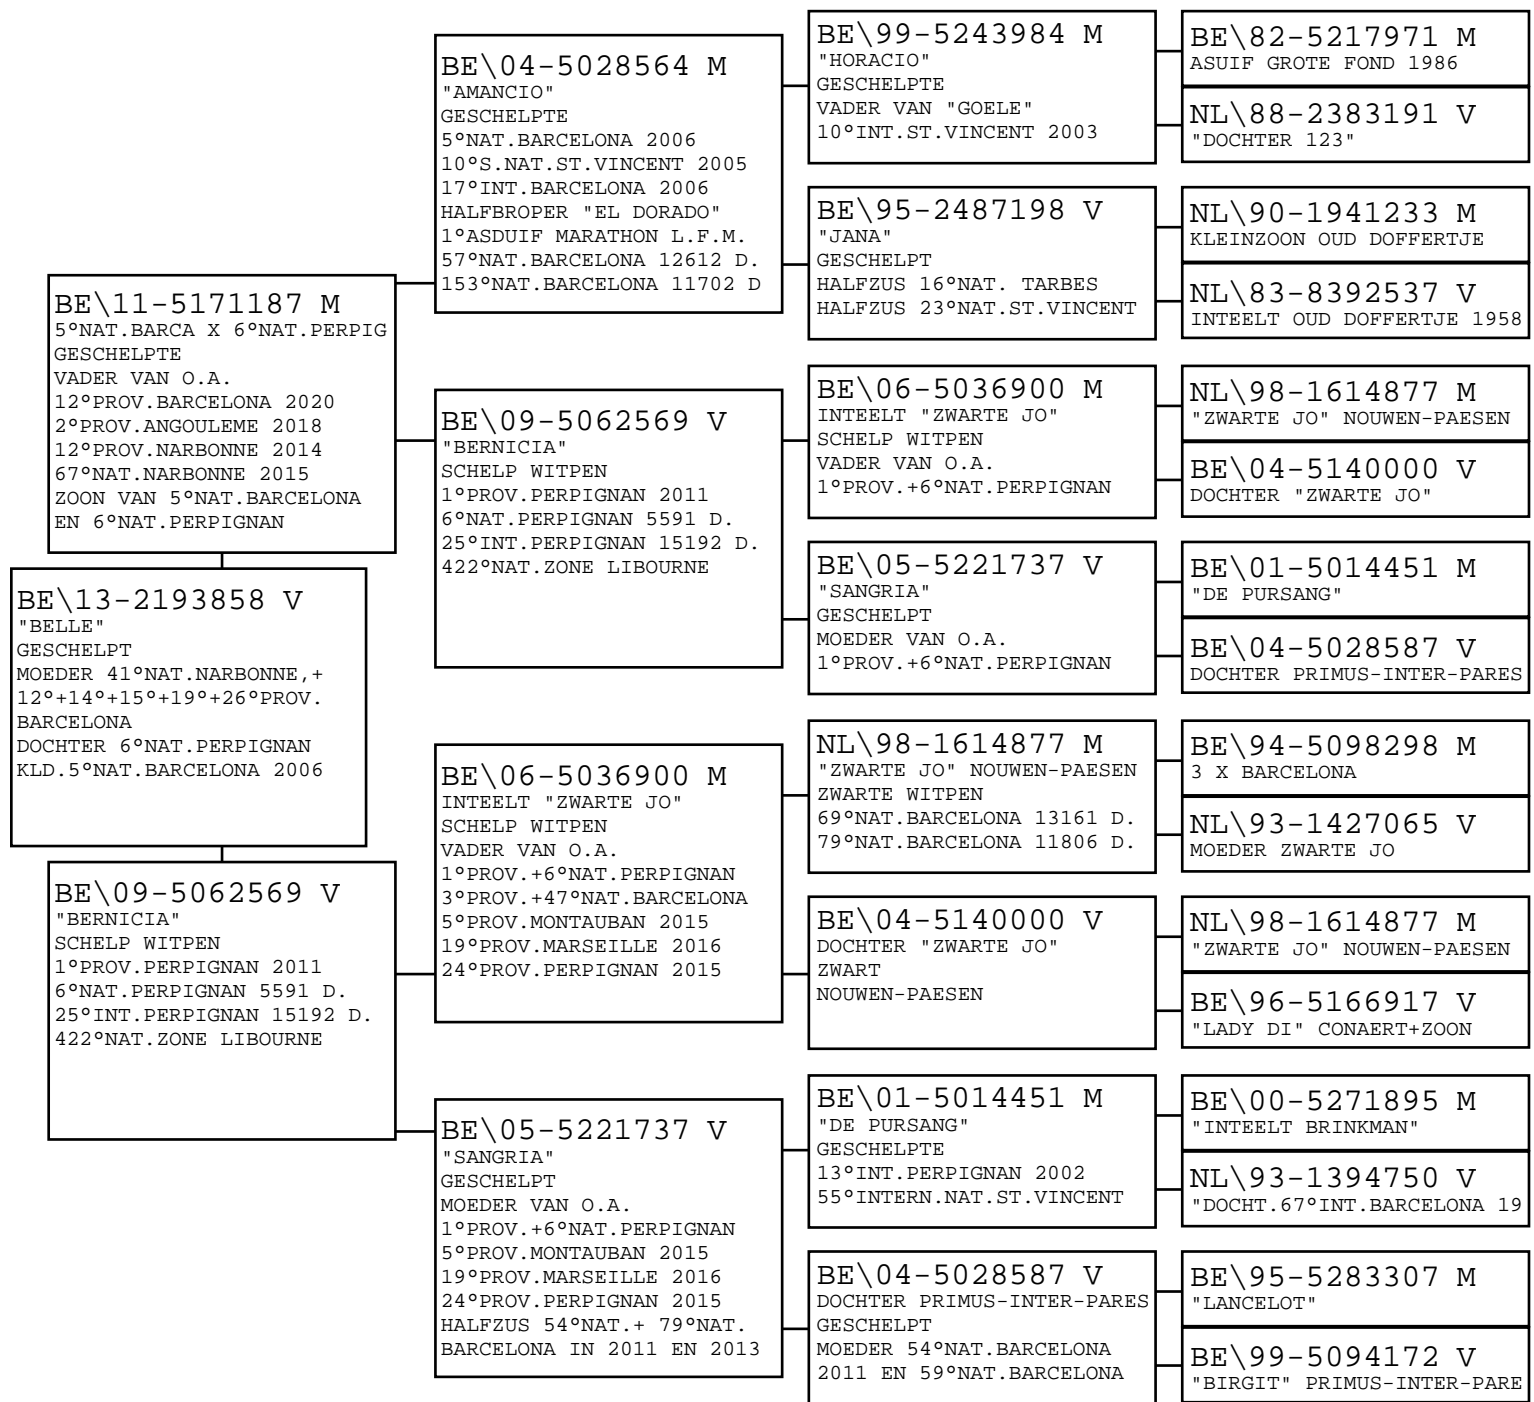 BE\13-2193858 V
"BELLE"
GESCHELPT
MOEDER 41°NAT.NARBONNE,+
12°+14°+15°+19°+26°PROV.
BARCELONA
DOCHTER 6°NAT.PERPIGNAN
KLD.5°NAT.BARCELONA 2006
BE\11-5171187 M
5°NAT.BARCA X 6°NAT.PERPIG
GESCHELPTE
VADER VAN O.A.
12°PROV.BARCELONA 2020
2°PROV.ANGOULEME 2018
12°PROV.NARBONNE 2014
67°NAT.NARBONNE 2015
ZOON VAN 5°NAT.BARCELONA
EN 6°NAT.PERPIGNAN
BE\09-5062569 V
"BERNICIA"
SCHELP WITPEN
1°PROV.PERPIGNAN 2011
6°NAT.PERPIGNAN 5591 D.
25°INT.PERPIGNAN 15192 D.
422°NAT.ZONE LIBOURNE
BE\04-5028564 M
"AMANCIO"
GESCHELPTE
5°NAT.BARCELONA 2006
10°S.NAT.ST.VINCENT 2005
17°INT.BARCELONA 2006
HALFBROPER "EL DORADO"
1°ASDUIF MARATHON L.F.M.
57°NAT.BARCELONA 12612 D.
153°NAT.BARCELONA 11702 D
BE\09-5062569 V
"BERNICIA"
SCHELP WITPEN
1°PROV.PERPIGNAN 2011
6°NAT.PERPIGNAN 5591 D.
25°INT.PERPIGNAN 15192 D.
422°NAT.ZONE LIBOURNE
BE\06-5036900 M
INTEELT "ZWARTE JO"
SCHELP WITPEN
VADER VAN O.A.
1°PROV.+6°NAT.PERPIGNAN
3°PROV.+47°NAT.BARCELONA
5°PROV.MONTAUBAN 2015
19°PROV.MARSEILLE 2016
24°PROV.PERPIGNAN 2015
BE\05-5221737 V
"SANGRIA"
GESCHELPT
MOEDER VAN O.A.
1°PROV.+6°NAT.PERPIGNAN
5°PROV.MONTAUBAN 2015
19°PROV.MARSEILLE 2016
24°PROV.PERPIGNAN 2015
HALFZUS 54°NAT.+ 79°NAT.
BARCELONA IN 2011 EN 2013
BE\99-5243984 M
"HORACIO"
GESCHELPTE
VADER VAN "GOELE"
10°INT.ST.VINCENT 2003
BE\95-2487198 V
"JANA"
GESCHELPT
HALFZUS 16°NAT. TARBES
HALFZUS 23°NAT.ST.VINCENT
BE\06-5036900 M
INTEELT "ZWARTE JO"
SCHELP WITPEN
VADER VAN O.A.
1°PROV.+6°NAT.PERPIGNAN
BE\05-5221737 V
"SANGRIA"
GESCHELPT
MOEDER VAN O.A.
1°PROV.+6°NAT.PERPIGNAN
NL\98-1614877 M
"ZWARTE JO" NOUWEN-PAESEN
ZWARTE WITPEN
69°NAT.BARCELONA 13161 D.
79°NAT.BARCELONA 11806 D.
BE\04-5140000 V
DOCHTER "ZWARTE JO"
ZWART
NOUWEN-PAESEN
BE\01-5014451 M
"DE PURSANG"
GESCHELPTE
13°INT.PERPIGNAN 2002
55°INTERN.NAT.ST.VINCENT
BE\04-5028587 V
DOCHTER PRIMUS-INTER-PARES
GESCHELPT
MOEDER 54°NAT.BARCELONA
2011 EN 59°NAT.BARCELONA
BE\82-5217971 M
ASUIF GROTE FOND 1986
NL\88-2383191 V
"DOCHTER 123"
NL\90-1941233 M
KLEINZOON OUD DOFFERTJE
NL\83-8392537 V
INTEELT OUD DOFFERTJE 1958
NL\98-1614877 M
"ZWARTE JO" NOUWEN-PAESEN
BE\04-5140000 V
DOCHTER "ZWARTE JO"
BE\01-5014451 M
"DE PURSANG"
BE\04-5028587 V
DOCHTER PRIMUS-INTER-PARES
BE\94-5098298 M
3 X BARCELONA
NL\93-1427065 V
MOEDER ZWARTE JO
NL\98-1614877 M
"ZWARTE JO" NOUWEN-PAESEN
BE\96-5166917 V
"LADY DI" CONAERT+ZOON
BE\00-5271895 M
"INTEELT BRINKMAN"
NL\93-1394750 V
"DOCHT.67°INT.BARCELONA 19
BE\95-5283307 M
"LANCELOT"
BE\99-5094172 V
"BIRGIT" PRIMUS-INTER-PARE